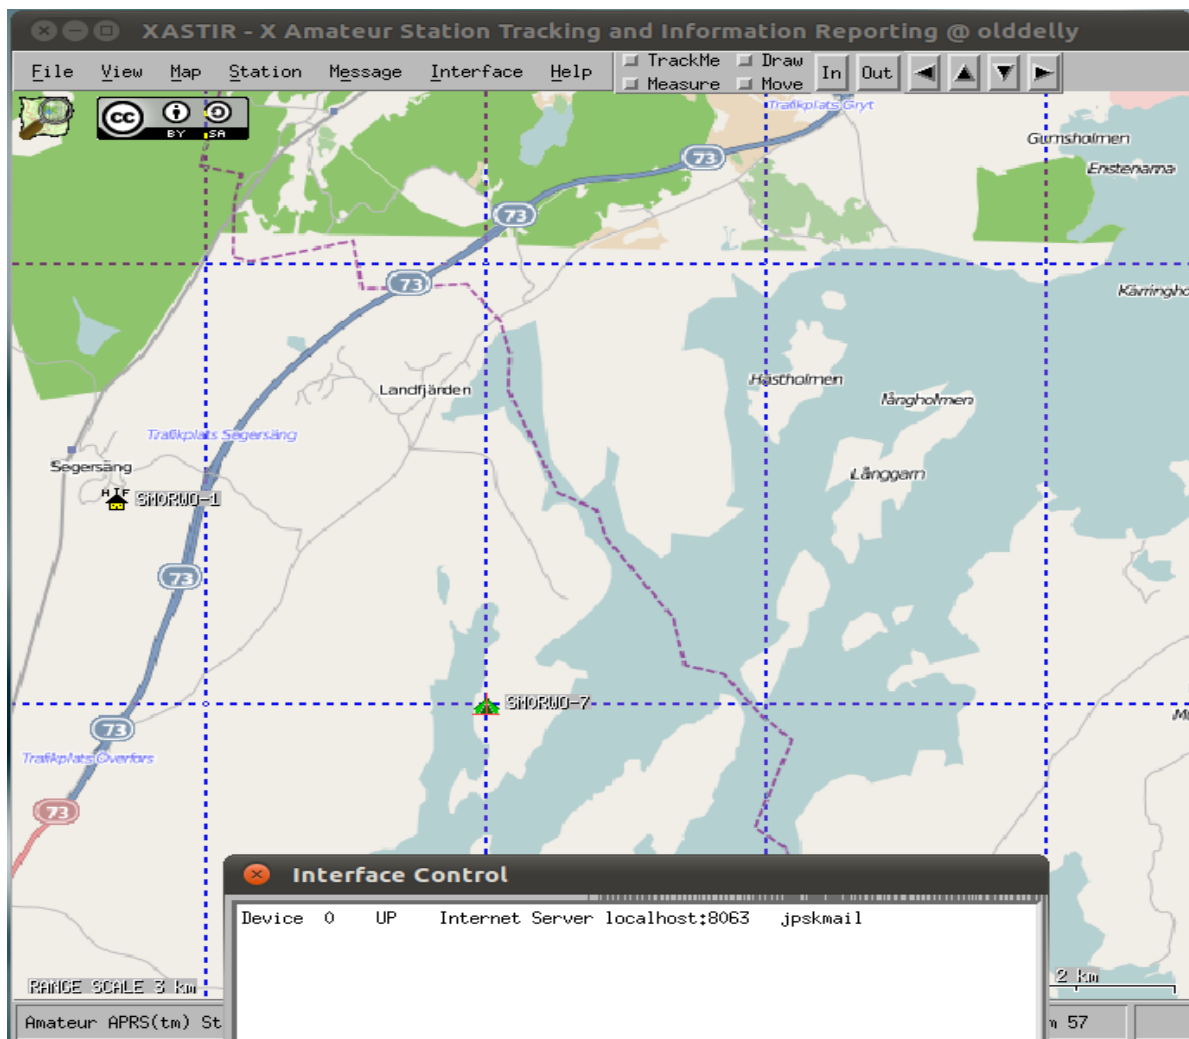 XASTIR - X Amateur Station Tracking and Information Reporting @ olddelly
File View Map Station Message Interface Help
TrackMe Draw
Measure Move
In Out
cc BY SA
Trafikplats Gryt
Gumsholmen
73
Enstenarna
73
73
Kärringho
Hästholmen
Landfjärden
långholmen
Trafikplats Segersäng
Segersäng
Långgarn
SM0RWO-1
73
SM0RWO-7
73
Trafikplats Överfors
73
Interface Control
Device 0 UP Internet Server localhost:8063 jpskmail
RANGE SCALE 3 km
2 km
Amateur APRS(tm) St
m 57